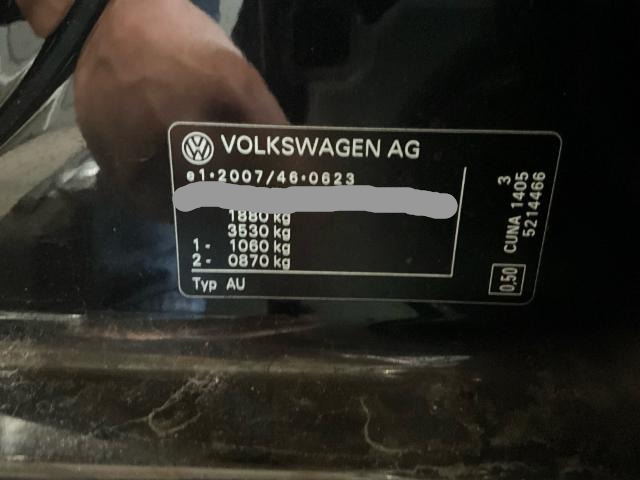 VOLKSWAGEN AG
e1*2007/46*0623
1880 kg
3530 kg
1- 1060 kg
2- 0870 kg
Typ AU
0,50
CUNA 1405 3
5214466